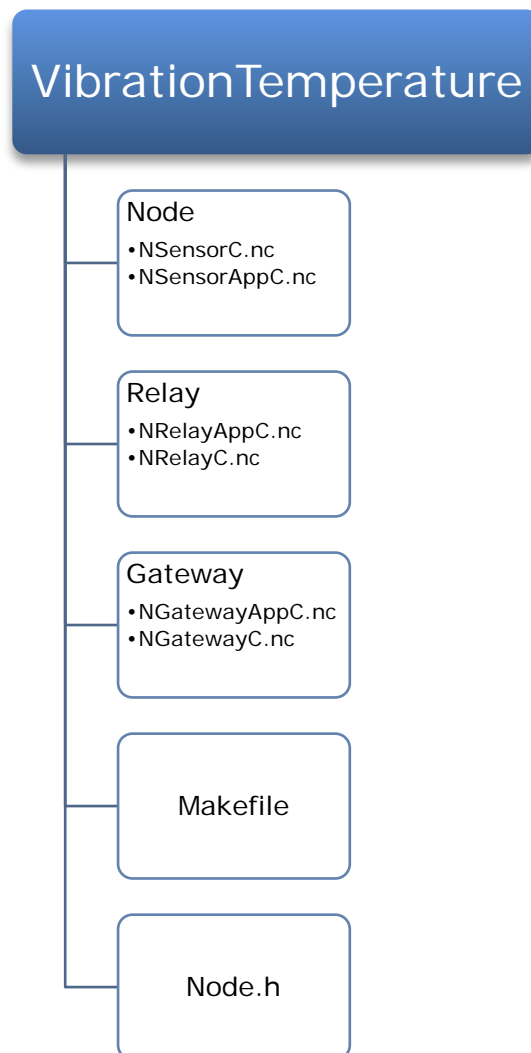 VibrationTemperature
Node
•NSensorC.nc
•NSensorAppC.nc
Relay
•NRelayAppC.nc
•NRelayC.nc
Gateway
•NGatewayAppC.nc
•NGatewayC.nc
Makefile
Node.h